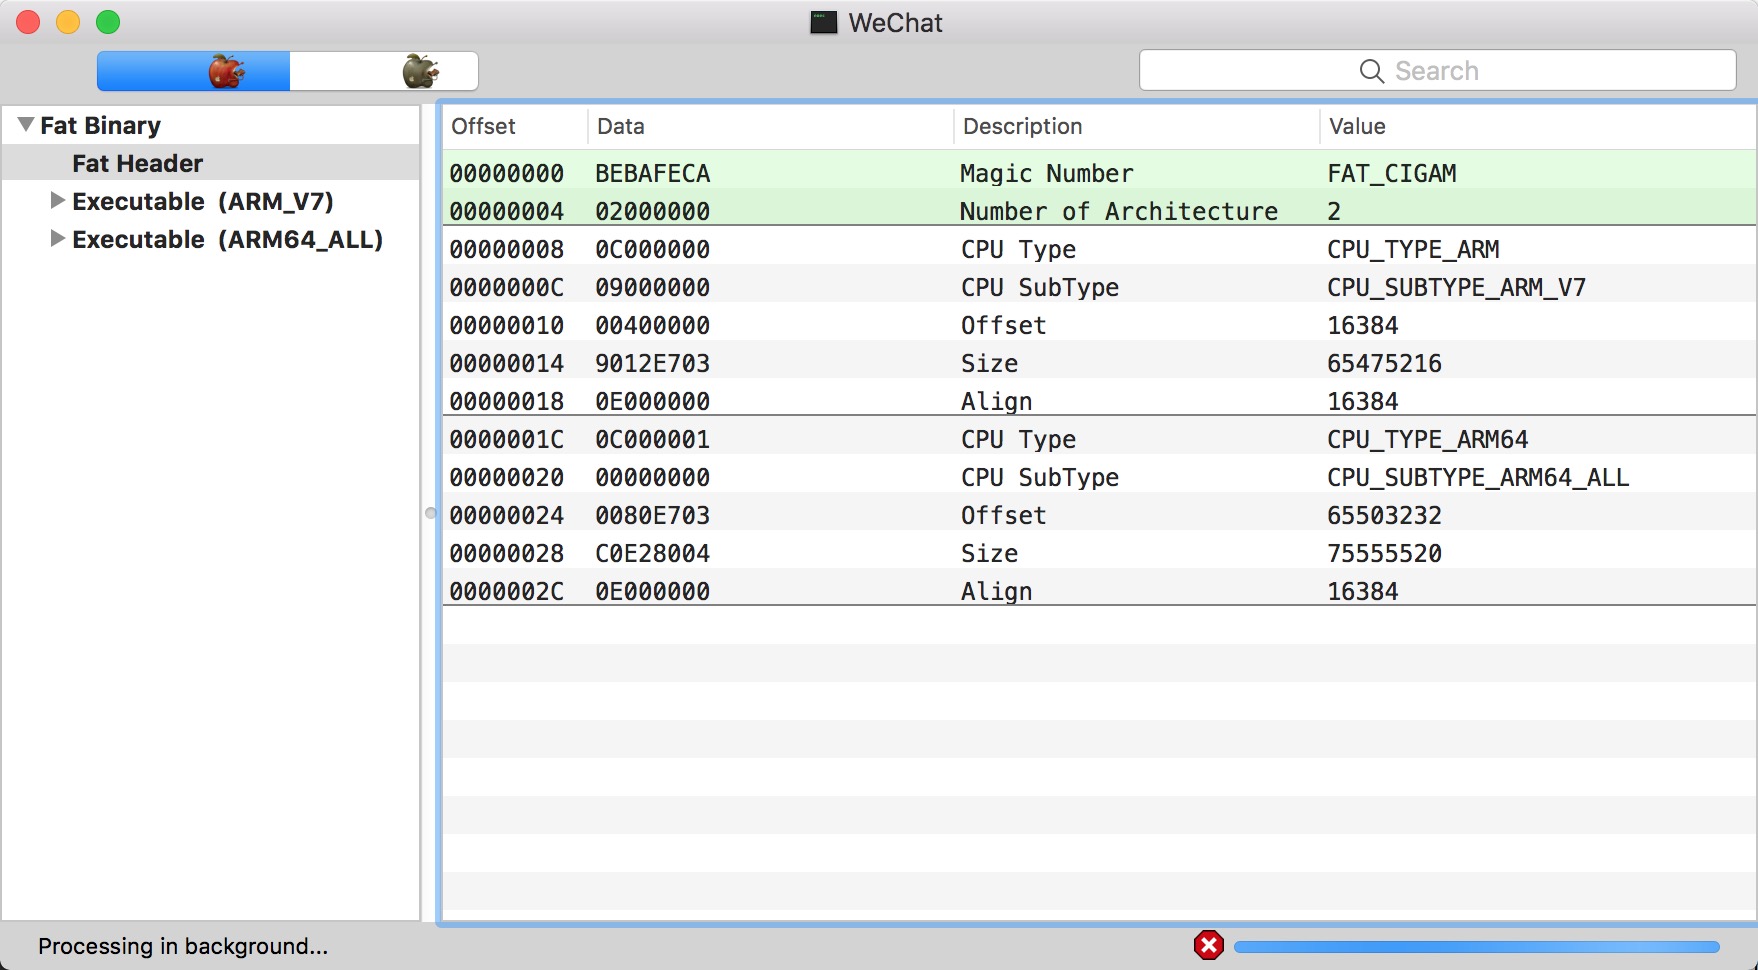 WeChat
Search
Fat Binary
Fat Header
Executable (ARM_V7)
Executable (ARM64_ALL)
Offset Data Description Value
00000000 BEBAFECA Magic Number FAT_CIGAM
00000004 02000000 Number of Architecture 2
00000008 0C000000 CPU Type CPU_TYPE_ARM
0000000C 09000000 CPU SubType CPU_SUBTYPE_ARM_V7
00000010 00400000 Offset 16384
00000014 9012E703 Size 65475216
00000018 0E000000 Align 16384
0000001C 0C000001 CPU Type CPU_TYPE_ARM64
00000020 00000000 CPU SubType CPU_SUBTYPE_ARM64_ALL
00000024 0080E703 Offset 65503232
00000028 C0E28004 Size 75555520
0000002C 0E000000 Align 16384
Processing in background...